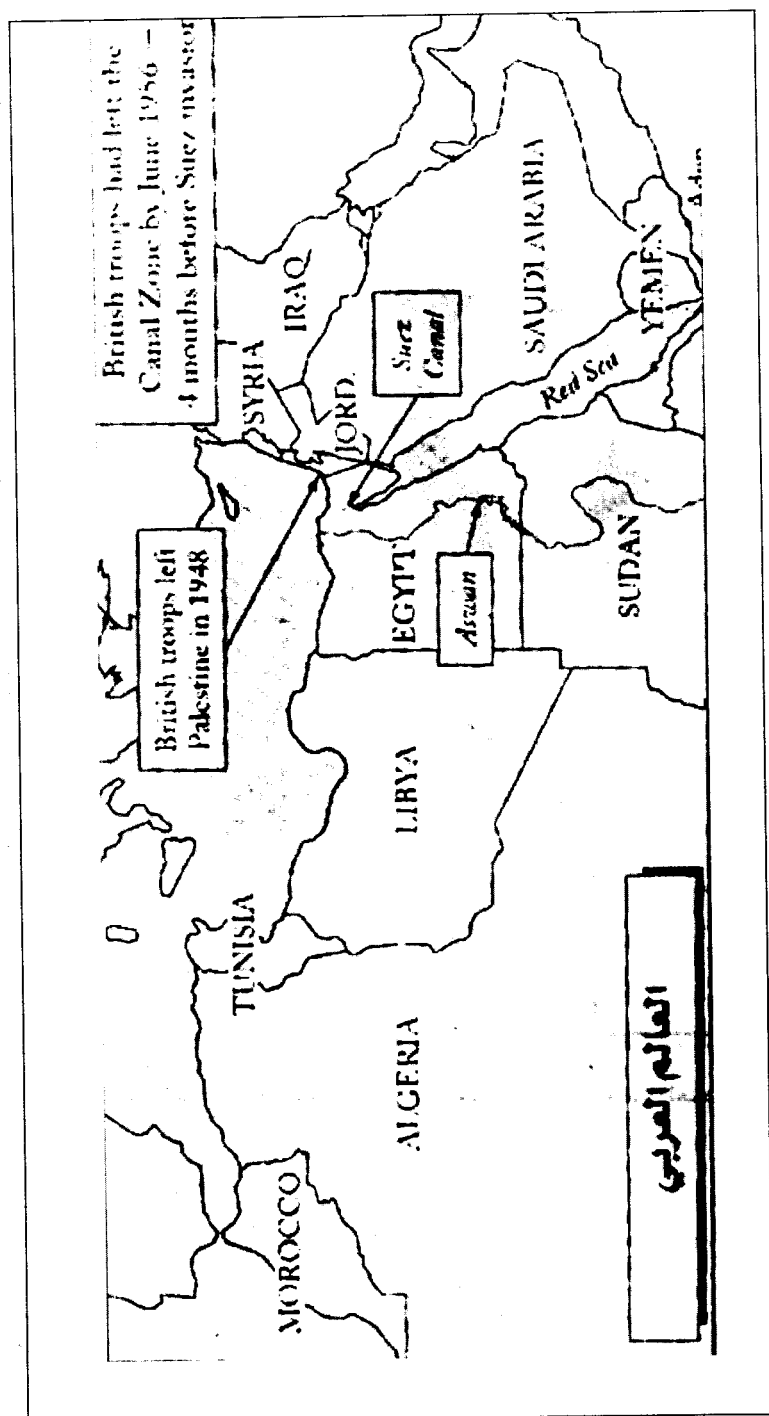 British troops had left the
Canal Zone by June 1956 –
4 months before Suez invasion
British troops left
Palestine in 1948
SYRIA
IRAQ
JORD.
Suez
Canal
TUNISIA
MOROCCO
ALGERIA
LIBYA
EGYPT
Aswan
SAUDI ARABIA
Red Sea
YEMEN
Aden
SUDAN
العالم العربي